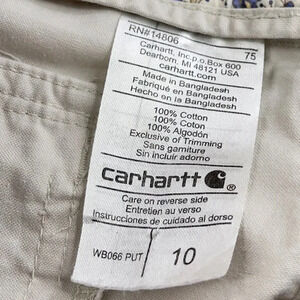 RN#14806 75
Carhartt, Inc.p.o.Box 600
Dearborn, MI 48121 USA
carhartt.com
Made in Bangladesh
Fabriqué en Bangladesh
Hecho en la Bangladesh
100% Cotton
100% Coton
100% Algodón
Exclusive of Trimming
Sans garniture
Sin incluir adorno
carhartt ®
Care on reverse side
Entretien au verso
Instrucciones de cuidado al dorso
WB066 PUT 10